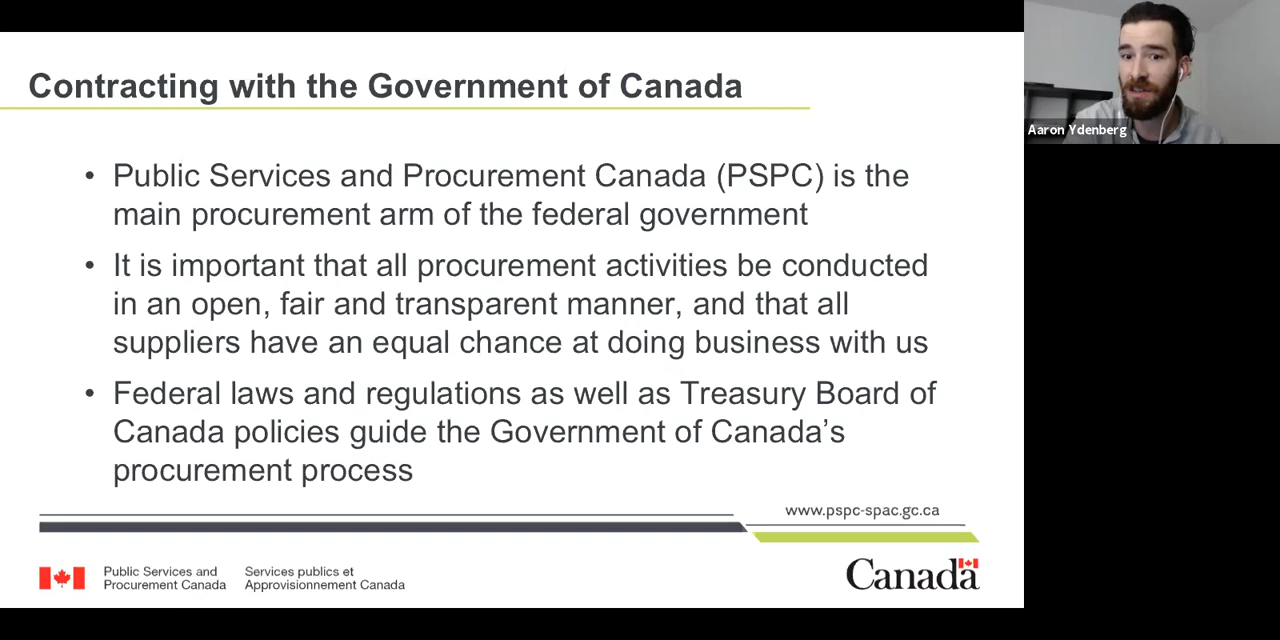 Contracting with the Government of Canada
• Public Services and Procurement Canada (PSPC) is the
main procurement arm of the federal government
• It is important that all procurement activities be conducted
in an open, fair and transparent manner, and that all
suppliers have an equal chance at doing business with us
• Federal laws and regulations as well as Treasury Board of
Canada policies guide the Government of Canada’s
procurement process
www.pspc-spac.gc.ca
Public Services and
Procurement Canada
Services publics et
Approvisionnement Canada
Canada
Aaron Ydenberg